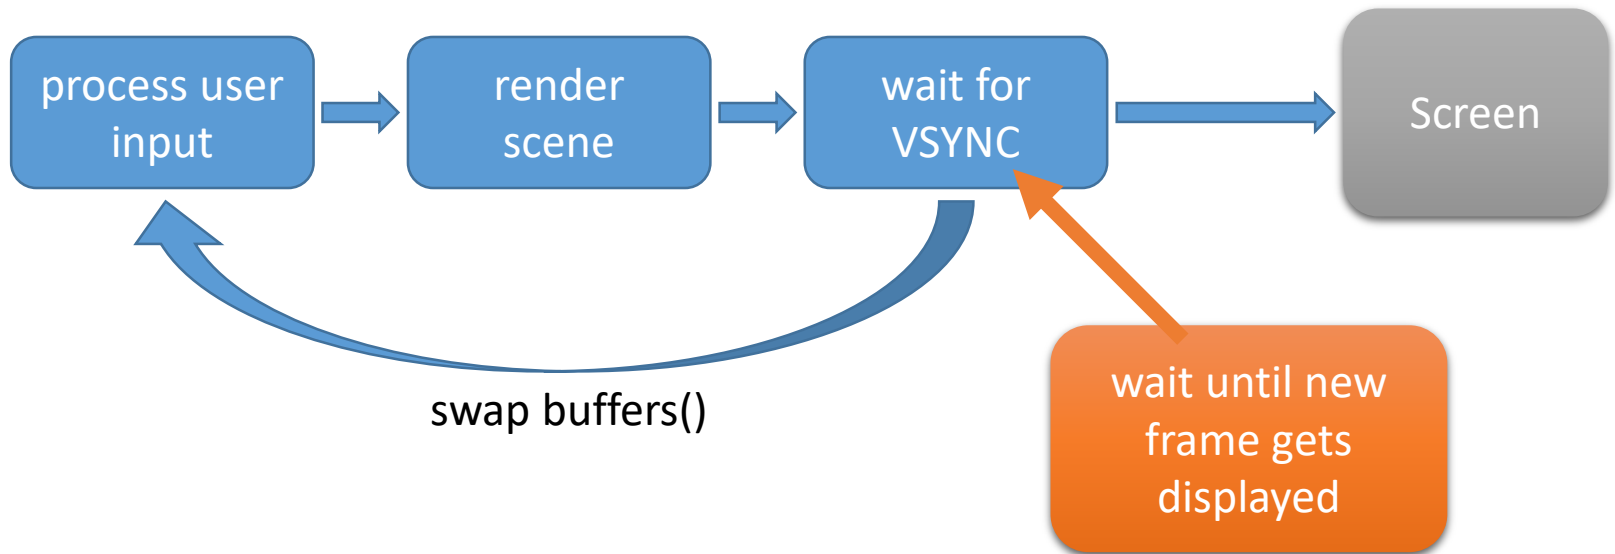 process user
input
render
scene
wait for
VSYNC
Screen
swap buffers()
wait until new
frame gets
displayed